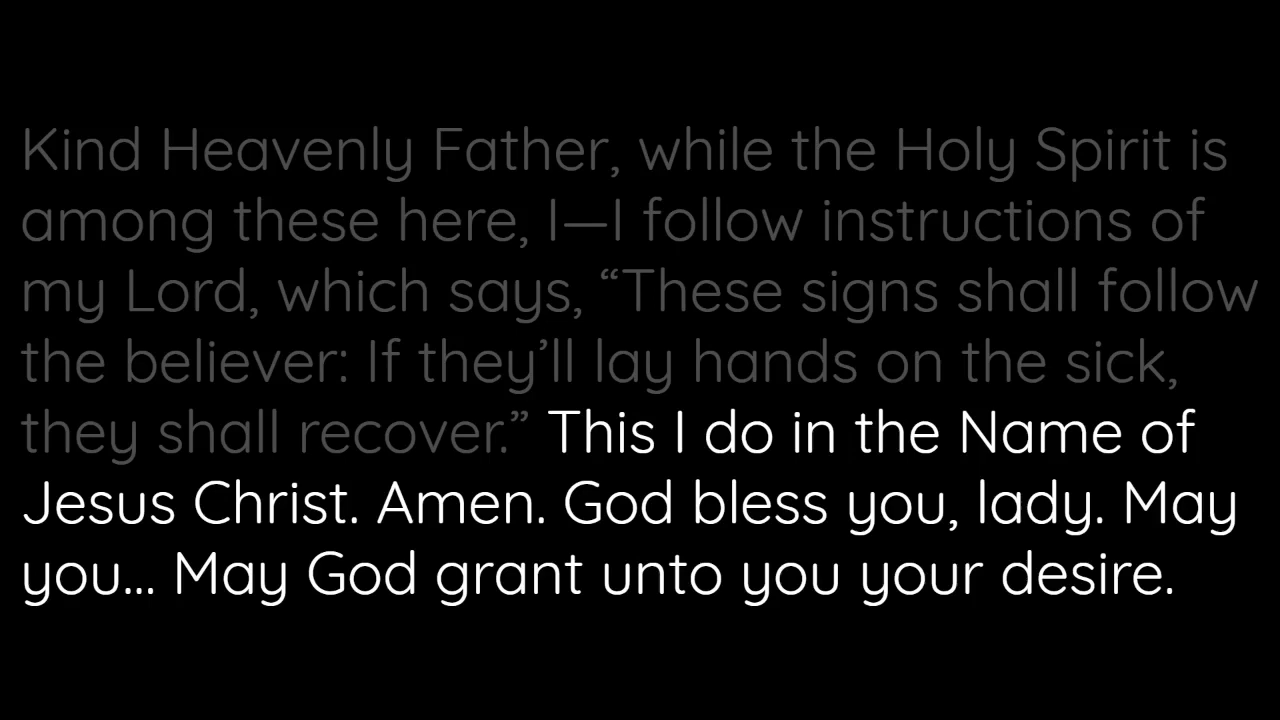 Kind Heavenly Father, while the Holy Spirit is
among these here, I—I follow instructions of
my Lord, which says, “These signs shall follow
the believer: If they’ll lay hands on the sick,
they shall recover.” This I do in the Name of
Jesus Christ. Amen. God bless you, lady. May
you... May God grant unto you your desire.